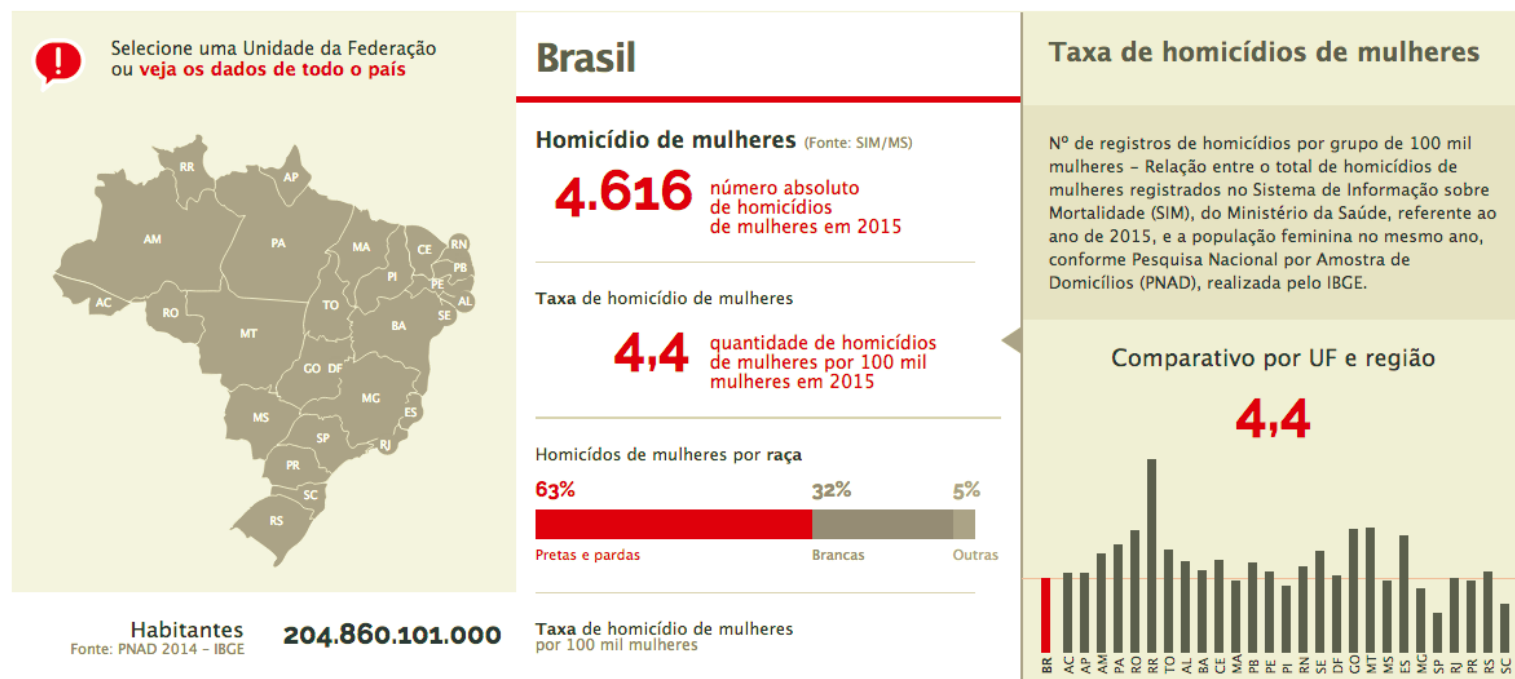 Selecione uma Unidade da Federação
ou veja os dados de todo o país
RR
AP
AM
PA
MA
CE
RN
PB
PI
PE
AC
AL
TO
RO
SE
BA
MT
GO DF
MG
MS
ES
SP
RJ
PR
SC
RS
Habitantes
Fonte: PNAD 2014 - IBGE
204.860.101.000
Brasil
Homicídio de mulheres (Fonte: SIM/MS)
4.616
número absoluto
de homicídios
de mulheres em 2015
Taxa de homicídio de mulheres
4,4
quantidade de homicídios
de mulheres por 100 mil
mulheres em 2015
Homicídos de mulheres por raça
63% 32% 5%
Pretas e pardas Brancas Outras
Taxa de homicídio de mulheres
por 100 mil mulheres
Taxa de homicídios de mulheres
Nº de registros de homicídios por grupo de 100 mil
mulheres – Relação entre o total de homicídios de
mulheres registrados no Sistema de Informação sobre
Mortalidade (SIM), do Ministério da Saúde, referente ao
ano de 2015, e a população feminina no mesmo ano,
conforme Pesquisa Nacional por Amostra de
Domicílios (PNAD), realizada pelo IBGE.
Comparativo por UF e região
4,4
BR AC AP AM PA RO RR TO AL BA CE MA PB PE PI RN SE DF GO MT MS ES MG SP RJ PR RS SC